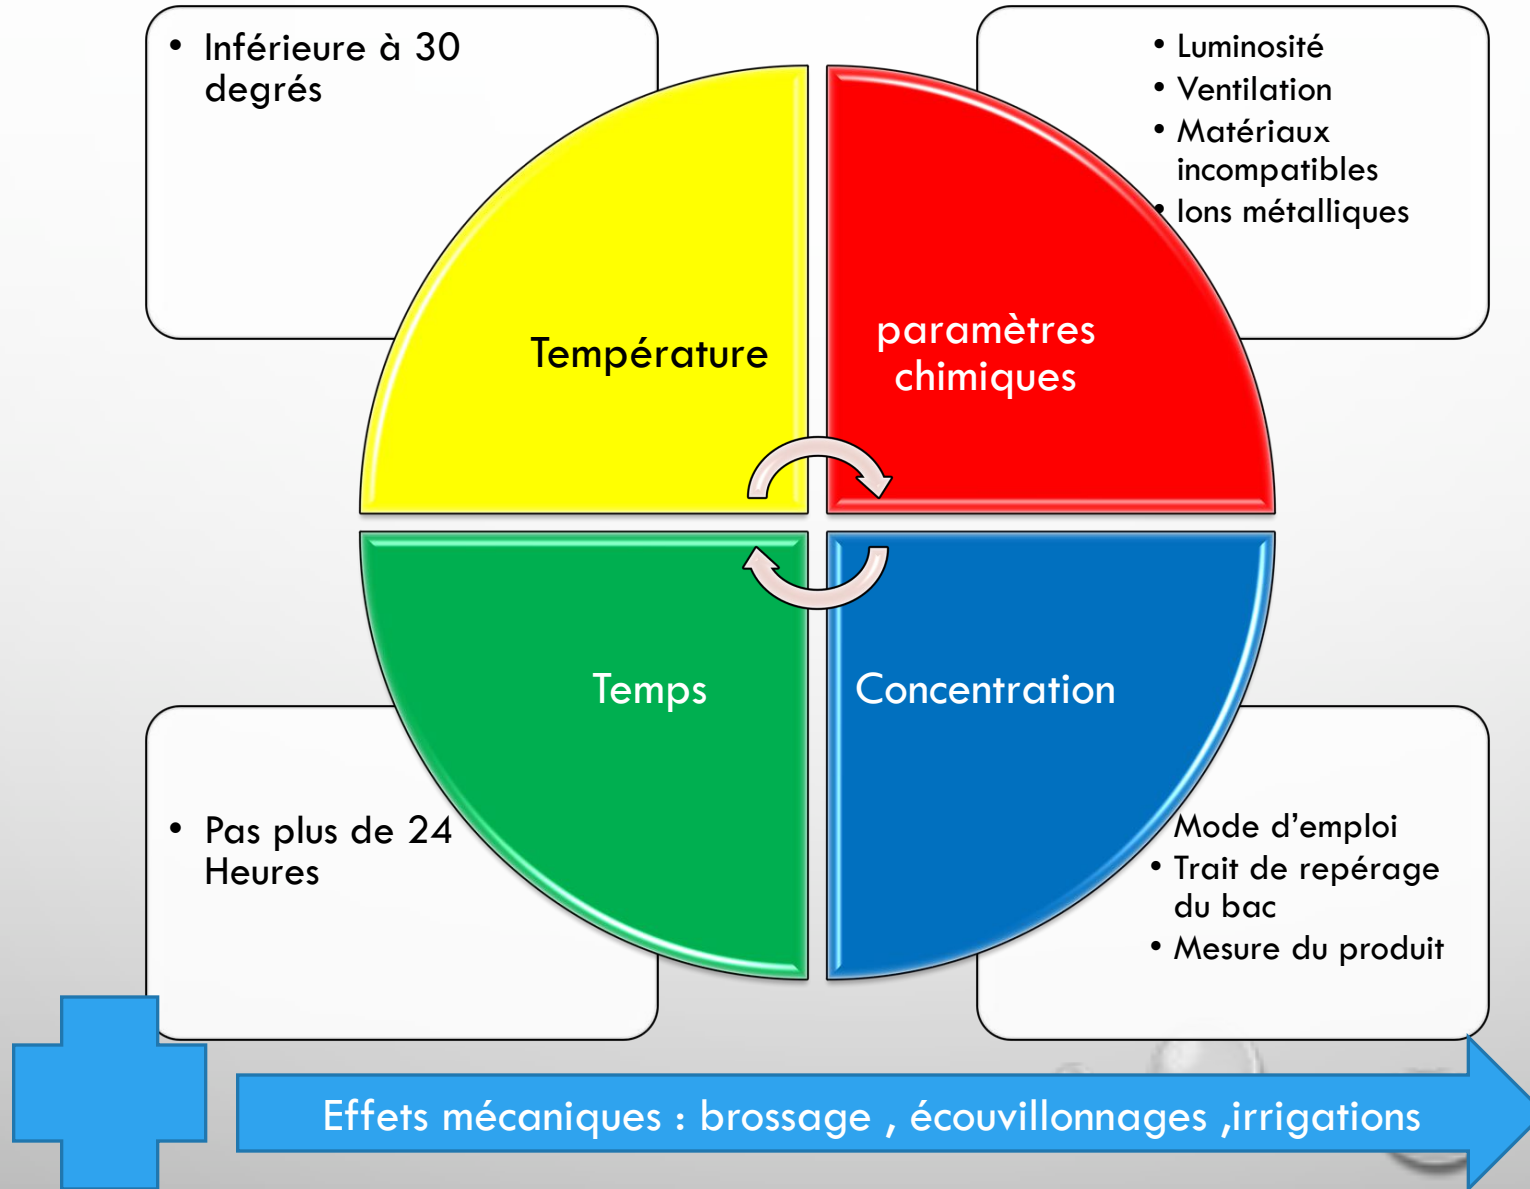 • Inférieure à 30
degrés
• Luminosité
• Ventilation
• Matériaux
incompatibles
• Ions métalliques
Température
paramètres
chimiques
Temps
Concentration
• Pas plus de 24
Heures
Mode d’emploi
• Trait de repérage
du bac
• Mesure du produit
Effets mécaniques : brossage , écouvillonnages ,irrigations